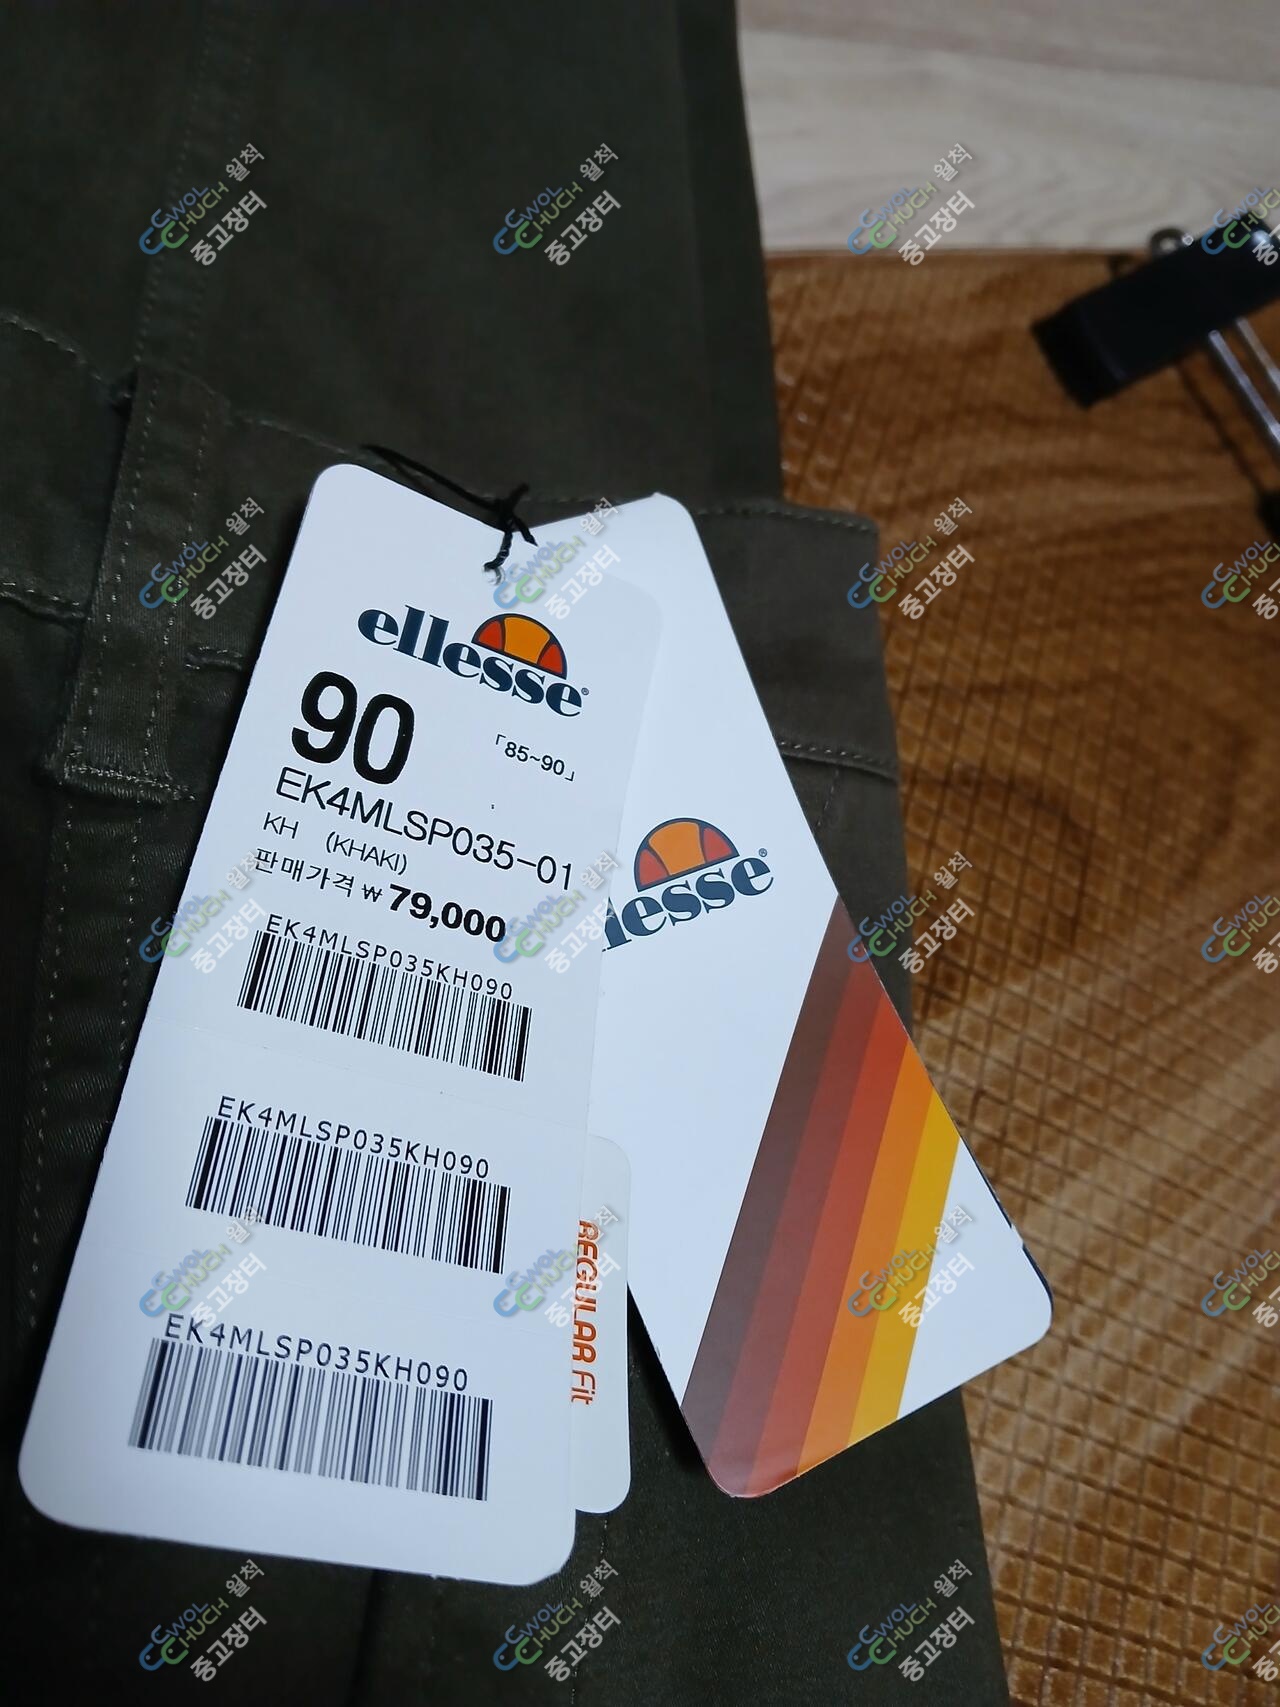 ellesse®
90 「85~90」
EK4MLSP035-01
KH (KHAKI)
판매가격 ₩79,000
EK4MLSP035KH090
EK4MLSP035KH090
EK4MLSP035KH090
REGULAR Fit
lesse®
CWOL CHUCH 월척 중고장터